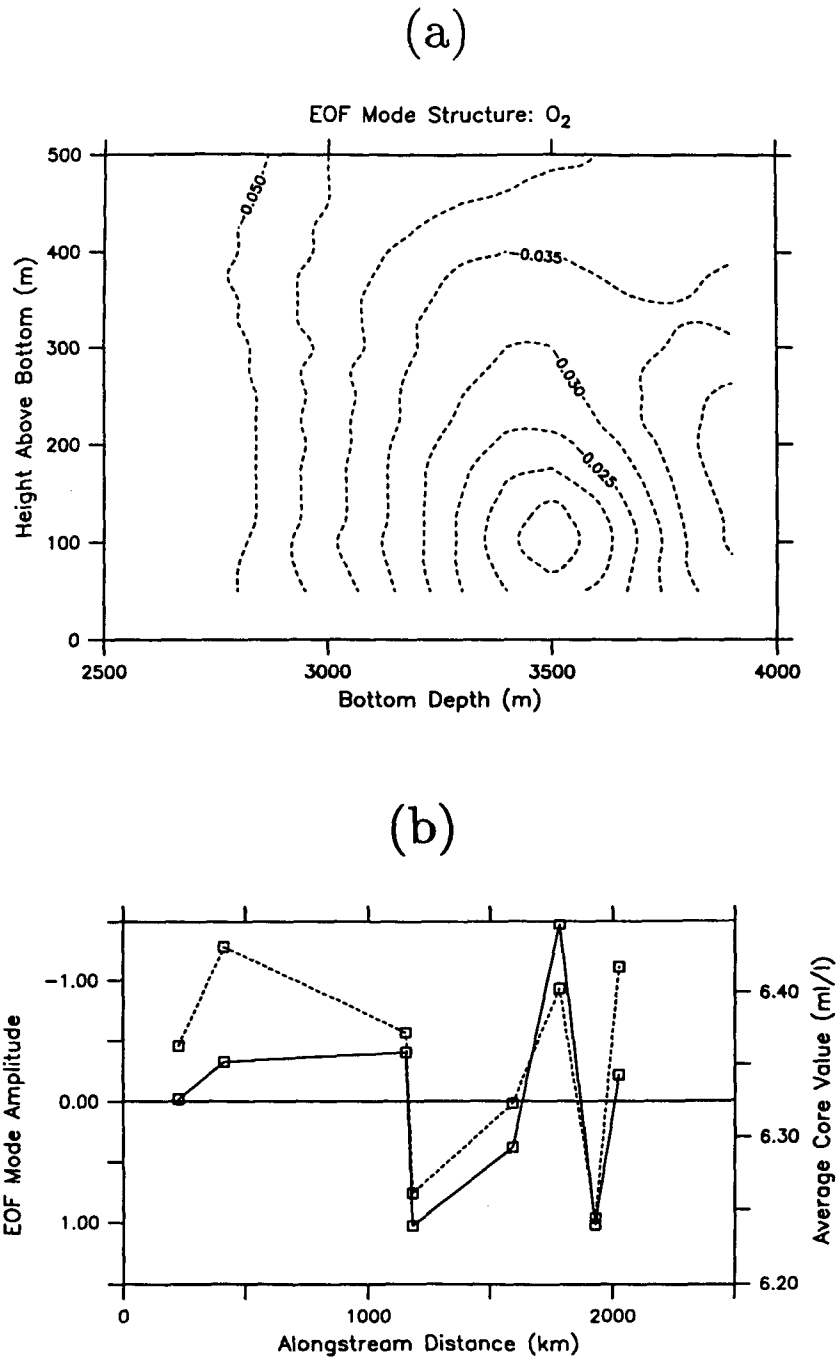 (a)
EOF Mode Structure: O2
500
400
300
200
100
0
Height Above Bottom (m)
-0.050
-0.035
-0.030
-0.025
2500
3000
3500
4000
Bottom Depth (m)
(b)
-1.00
0.00
1.00
EOF Mode Amplitude
6.40
6.30
6.20
Average Core Value (ml/l)
0
1000
2000
Alongstream Distance (km)